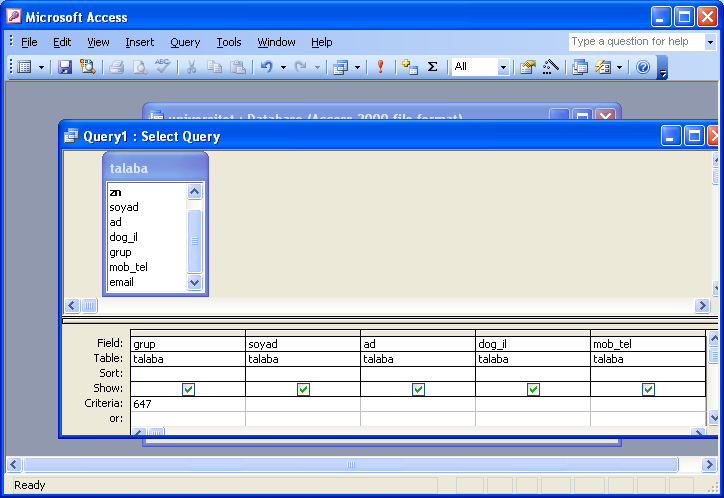 Microsoft Access
File Edit View Insert Query Tools Window Help Type a question for help
All
universitet : Database (Access 2000 file format)
Query1 : Select Query
talaba
zn
soyad
ad
dog_il
grup
mob_tel
email
Field: grup soyad ad dog_il mob_tel
Table: talaba talaba talaba talaba talaba
Sort:
Show:
Criteria: 647
or:
Ready